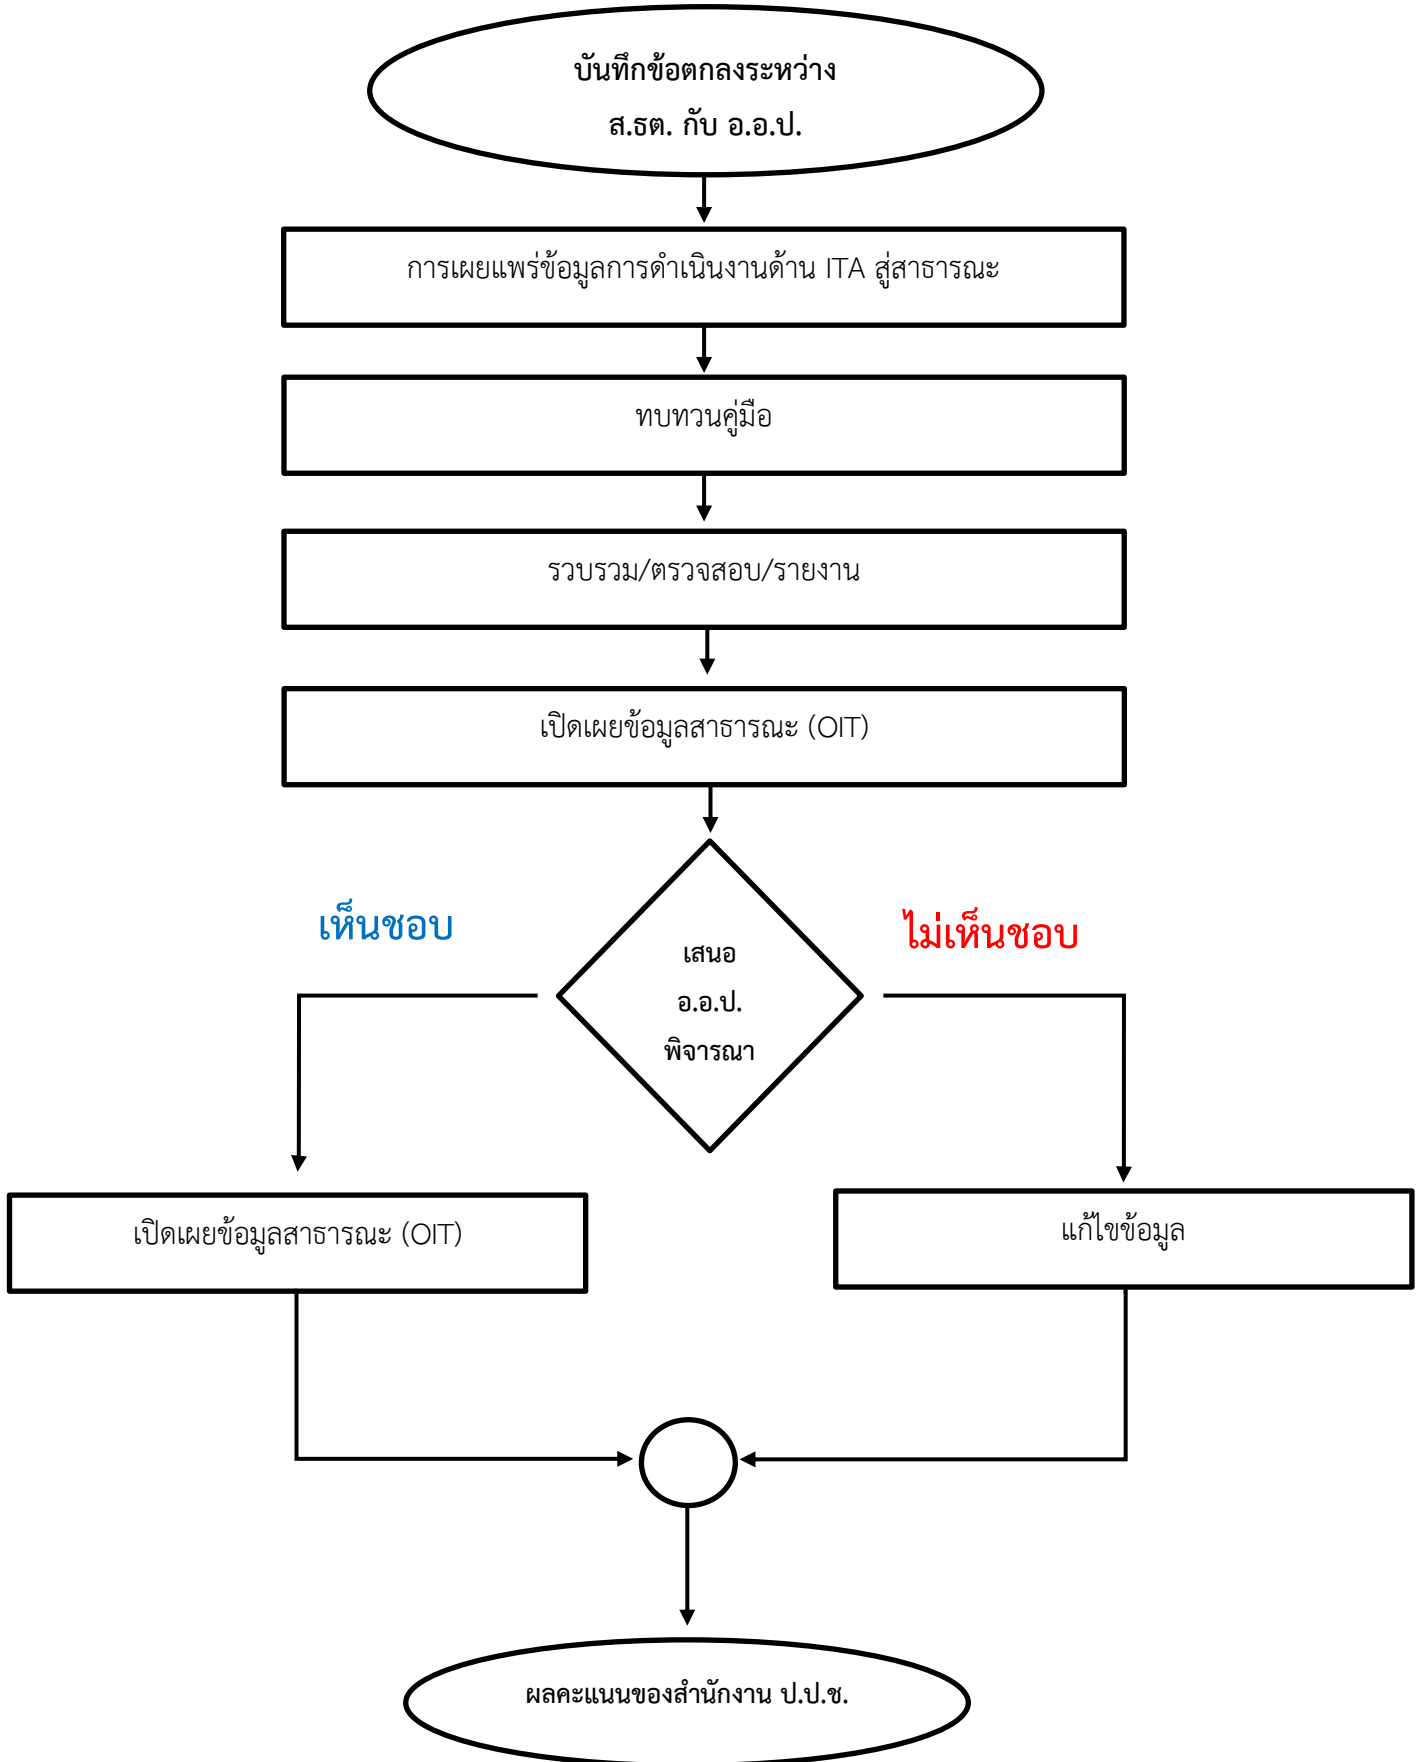 บันทึกข้อตกลงระหว่าง
ส.ธต. กับ อ.อ.ป.
การเผยแพร่ข้อมูลการดำเนินงานด้าน ITA สู่สาธารณะ
ทบทวนคู่มือ
รวบรวม/ตรวจสอบ/รายงาน
เปิดเผยข้อมูลสาธารณะ (OIT)
เห็นชอบ
ไม่เห็นชอบ
เสนอ
อ.อ.ป.
พิจารณา
เปิดเผยข้อมูลสาธารณะ (OIT)
แก้ไขข้อมูล
ผลคะแนนของสำนักงาน ป.ป.ช.